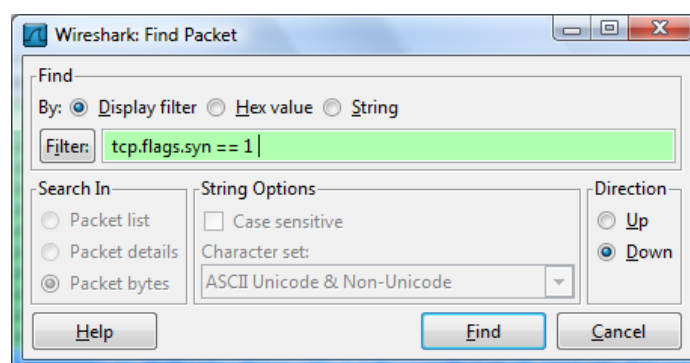 Wireshark: Find Packet
Find
By: Display filter Hex value String
Filter: tcp.flags.syn == 1
Search In
Packet list
Packet details
Packet bytes
String Options
Case sensitive
Character set:
ASCII Unicode & Non-Unicode
Direction
Up
Down
Help Find Cancel